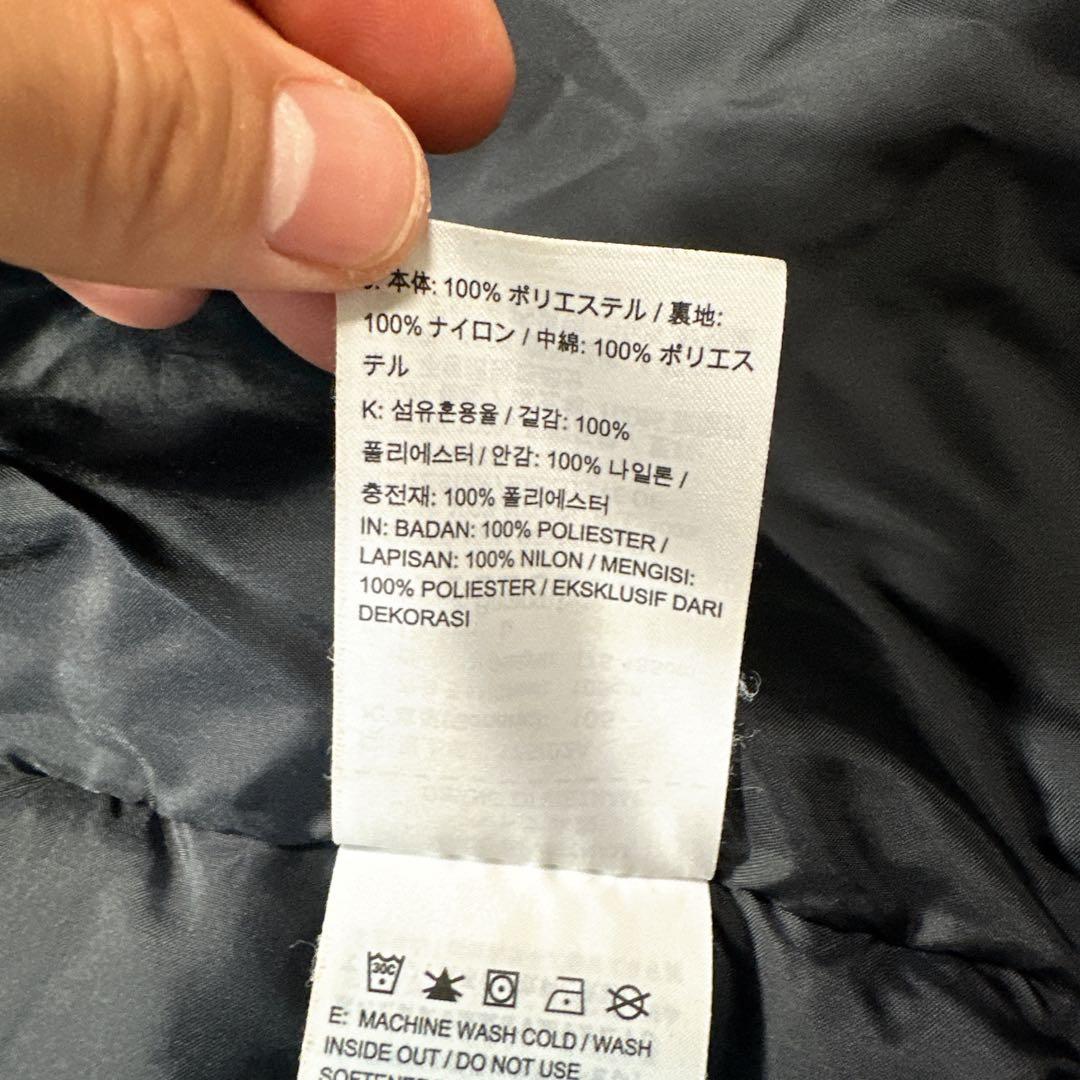 本体: 100% ポリエステル / 裏地:
100% ナイロン / 中綿: 100% ポリエス
テル
K: 섬유혼용율 / 겉감: 100%
폴리에스터 / 안감: 100% 나일론 /
충전재: 100% 폴리에스터
IN: BADAN: 100% POLIESTER /
LAPISAN: 100% NILON / MENGISI:
100% POLIESTER / EKSKLUSIF DARI
DEKORASI
30C
E: MACHINE WASH COLD / WASH
INSIDE OUT / DO NOT USE